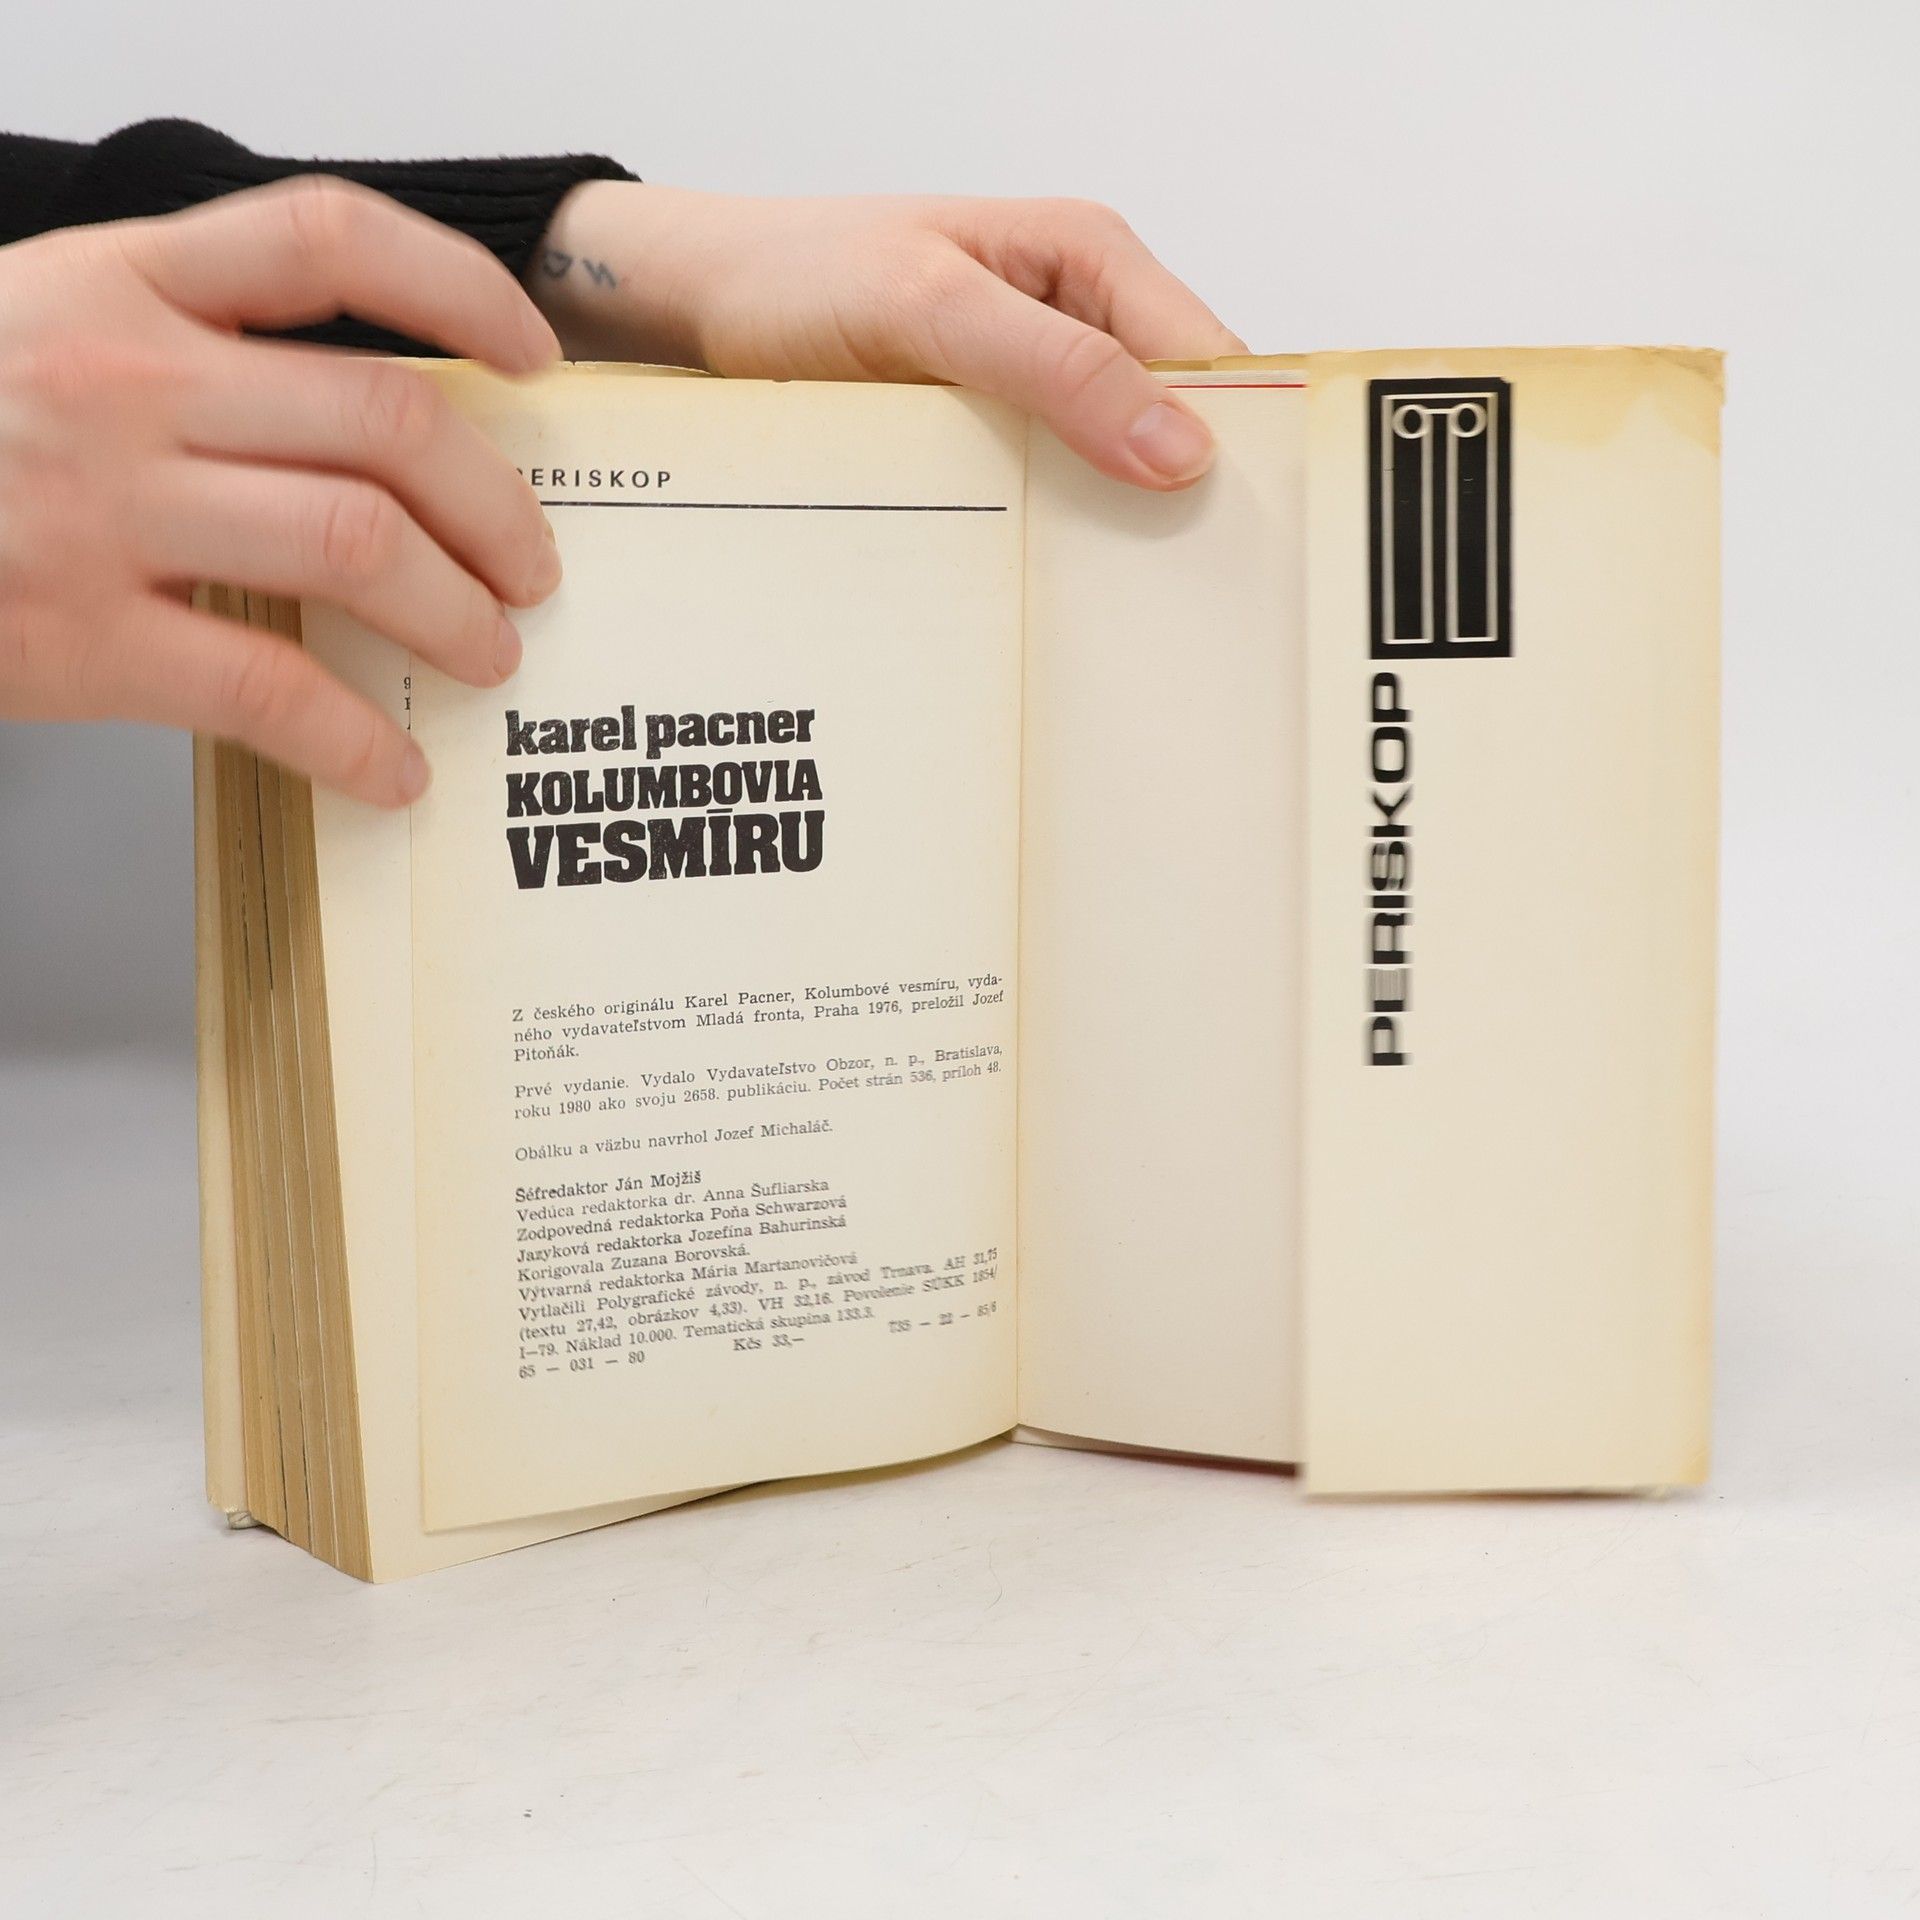 PERISKOP
karel pacner
KOLUMBOVIA
VESMÍRU
Z českého originálu Karel Pacner, Kolumbové vesmíru, vyda-
ného vydavateľstvom Mladá fronta, Praha 1976, preložil Jozef
Pitoňák.
Prvé vydanie. Vydalo Vydavateľstvo Obzor, n. p., Bratislava,
roku 1980 ako svoju 2658. publikáciu. Počet strán 536, príloh 48.
Obálku a väzbu navrhol Jozef Michaláč.
Šéfredaktor Ján Mojžiš
Vedúca redaktorka dr. Anna Šufliarska
Zodpovedná redaktorka Poňa Schwarzová
Jazyková redaktorka Jozefína Bahurinská
Korigovala Zuzana Borovská.
Výtvarná redaktorka Mária Martanovičová
Vytlačili Polygrafické závody, n. p., závod Trnava. AH 31,75
(textu 27,42, obrázkov 4,33). VH 32,16. Povolenie SÚKK 1854/
I—79. Náklad 10.000. Tematická skupina 133.3.
65 — 031 — 80 Kčs 33,— 735 — 22 — 85/6
PERISKOP